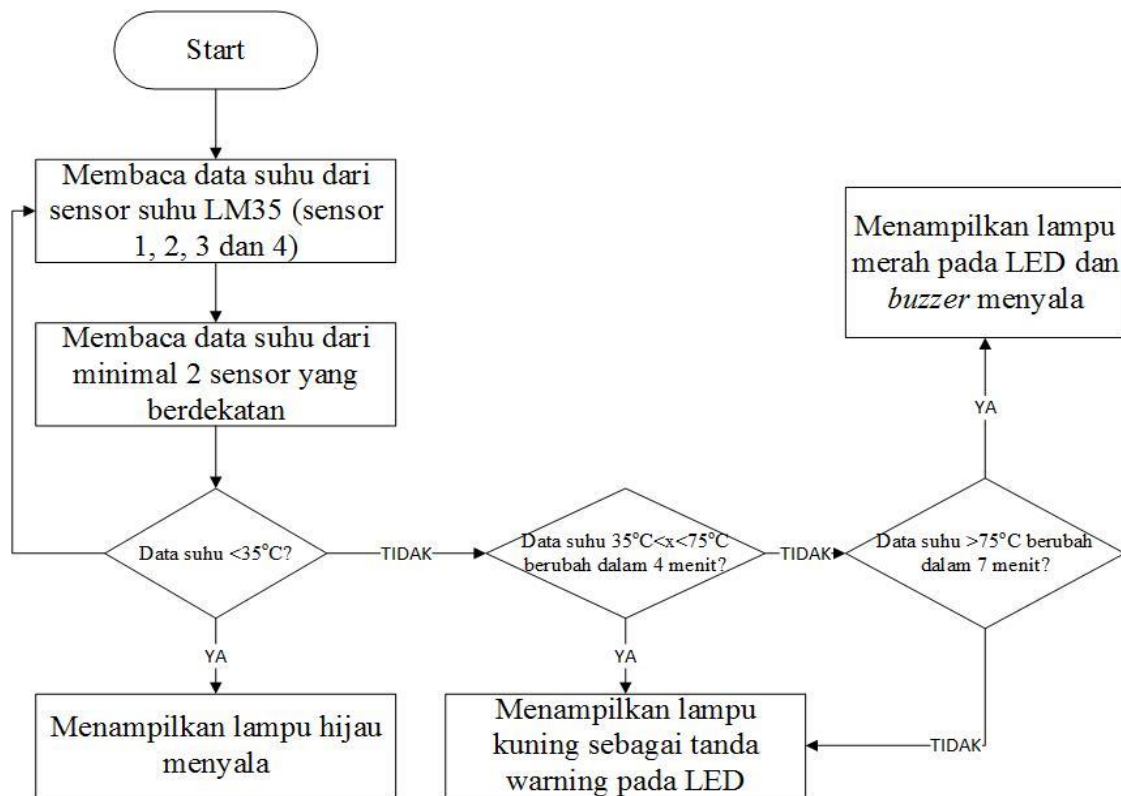 Start
Membaca data suhu dari
sensor suhu LM35 (sensor
1, 2, 3 dan 4)
Membaca data suhu dari
minimal 2 sensor yang
berdekatan
Data suhu <35°C?
TIDAK
Data suhu 35°C<x<75°C
berubah dalam 4 menit?
TIDAK
Data suhu >75°C berubah
dalam 7 menit?
YA
Menampilkan lampu
merah pada LED dan
buzzer menyala
YA
Menampilkan lampu hijau
menyala
YA
Menampilkan lampu
kuning sebagai tanda
warning pada LED
TIDAK